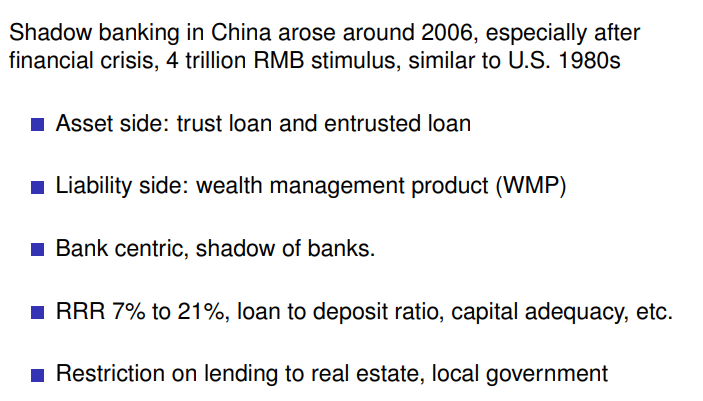 Shadow banking in China arose around 2006, especially after
financial crisis, 4 trillion RMB stimulus, similar to U.S. 1980s
Asset side: trust loan and entrusted loan
Liability side: wealth management product (WMP)
Bank centric, shadow of banks.
RRR 7% to 21%, loan to deposit ratio, capital adequacy, etc.
Restriction on lending to real estate, local government